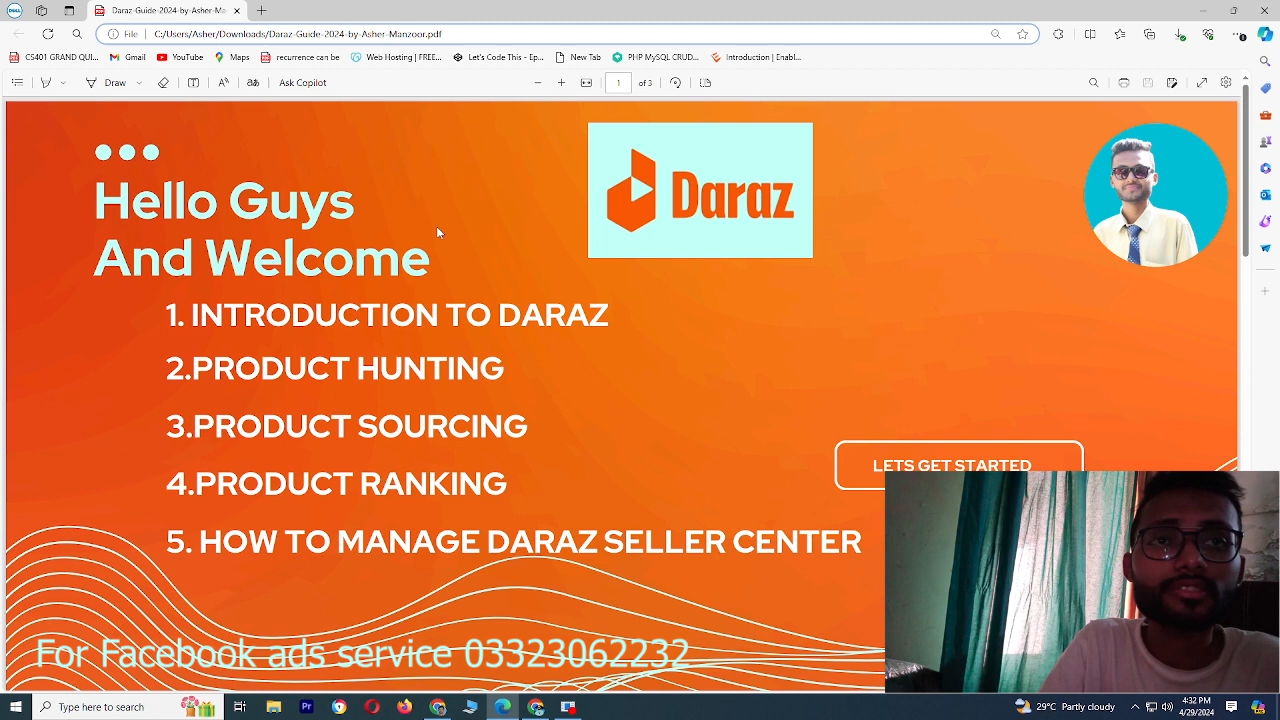 Daraz-Guide-2024-by-Asher-Ma
File
C:/Users/Asher/Downloads/Daraz-Guide-2024-by-Asher-Manzoor.pdf
CS401 GRAND QUI...
Gmail
YouTube
Maps
recurrence can be
Web Hosting | FREE...
Let's Code This - Ep...
New Tab
PHP MySQL CRUD...
Introduction | Enabl...
Draw
Ask Copilot
1 of 3
Hello Guys
And Welcome
Daraz
1. INTRODUCTION TO DARAZ
2.PRODUCT HUNTING
3.PRODUCT SOURCING
4.PRODUCT RANKING
5. HOW TO MANAGE DARAZ SELLER CENTER
LETS GET STARTED
For Facebook ads service 03323062232
Type here to search
29°C Partly cloudy
4:32 PM
4/29/2024